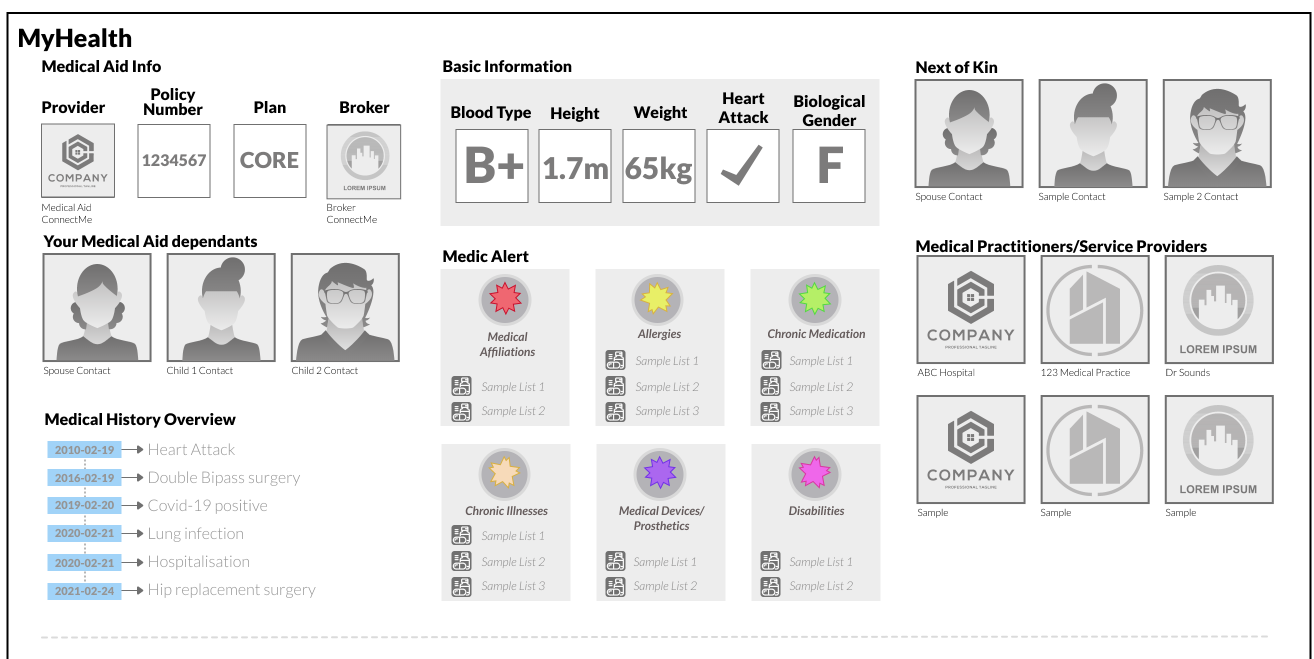 MyHealth
Medical Aid Info
Provider
Policy
Number
Plan
Broker
COMPANY
PROFESSIONAL TAGLINE
1234567
CORE
LOREM IPSUM
Medical Aid
ConnectMe
Broker
ConnectMe
Your Medical Aid dependants
Spouse Contact
Child 1 Contact
Child 2 Contact
Medical History Overview
2010-02-19 Heart Attack
2016-02-19 Double Bipass surgery
2019-02-20 Covid-19 positive
2020-02-21 Lung infection
2020-02-21 Hospitalisation
2021-02-24 Hip replacement surgery
Basic Information
Blood Type
Height
Weight
Heart
Attack
Biological
Gender
B+
1.7m
65kg
F
Medic Alert
Medical
Affiliations
Sample List 1
Sample List 2
Allergies
Sample List 1
Sample List 2
Sample List 3
Chronic Medication
Sample List 1
Sample List 2
Sample List 3
Chronic Illnesses
Sample List 1
Sample List 2
Sample List 3
Medical Devices/
Prosthetics
Sample List 1
Sample List 2
Disabilities
Sample List 1
Sample List 2
Next of Kin
Spouse Contact
Sample Contact
Sample 2 Contact
Medical Practitioners/Service Providers
COMPANY
PROFESSIONAL TAGLINE
LOREM IPSUM
ABC Hospital
123 Medical Practice
Dr Sounds
COMPANY
PROFESSIONAL TAGLINE
LOREM IPSUM
Sample
Sample
Sample